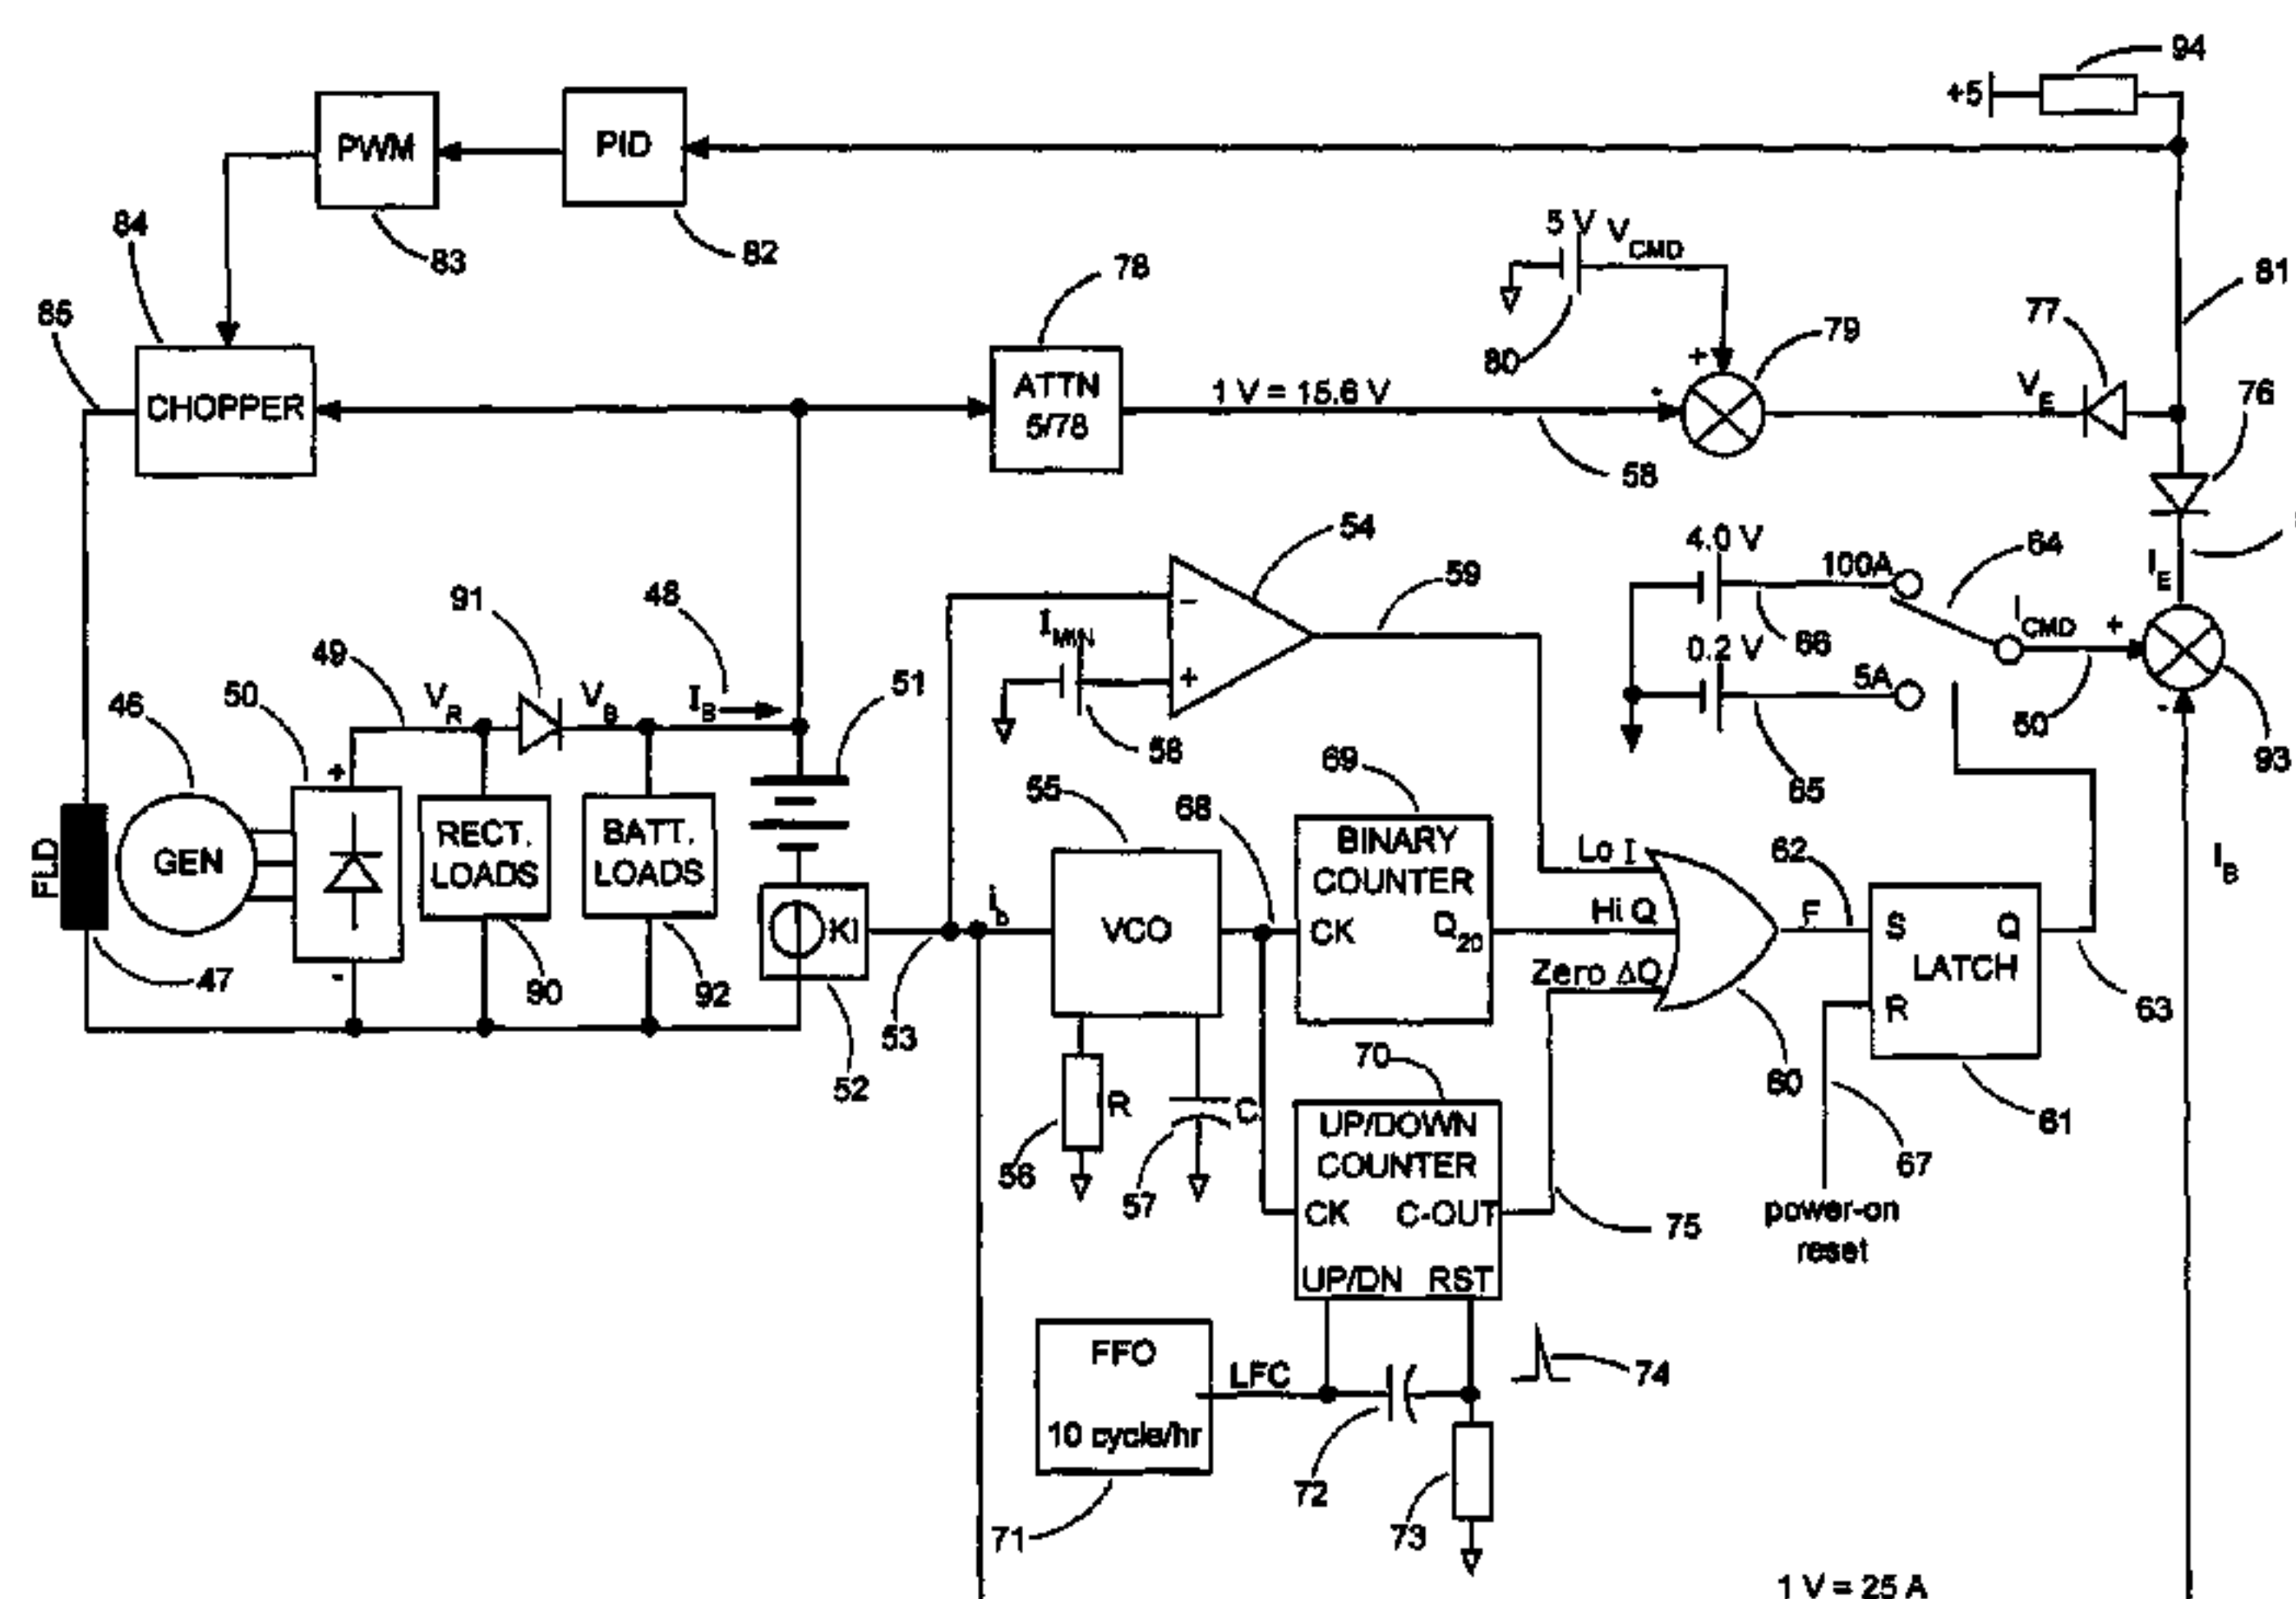 94
+5
PWM
PID
84
83
82
5 V V CMD
78
81
85
77
79
80
CHOPPER
ATTN
5/78
1 V = 15.6 V
+
-
V E
76
58
54
4.0 V
100A
64
I E
91
48
59
I MIN
-
+
66
I CMD
+
49
0.2 V
46
50
V R
V B
I B
51
5A
58
65
50
-
93
69
+
55
68
62
FLD
GEN
RECT.
LOADS
BATT.
LOADS
BINARY
COUNTER
Lo I
I B
KI
I b
VCO
CK
Q 20
Hi Q
F
S
Q
LATCH
R
Zero ΔQ
47
-
90
92
53
63
52
70
60
61
R
C
UP/DOWN
COUNTER
56
57
67
CK
C-OUT
75
power-on
reset
UP/DN
RST
FFO
LFC
74
10 cycle/hr
72
71
73
1 V = 25 A